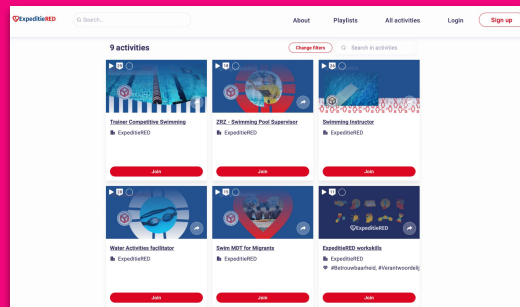 ExpeditieRED
Search...
About Playlists All activities Login Sign up
9 activities
Change filters
Search in activities
Trainer Competitive Swimming
ExpeditieRED
Join
ZRZ - Swimming Pool Supervisor
ExpeditieRED
Join
Swimming Instructor
ExpeditieRED
Join
Water Activities facilitator
ExpeditieRED
Join
Swim MDT for Migrants
ExpeditieRED
Join
ExpeditieRED
ExpeditieRED workskills
ExpeditieRED
#Betrouwbaarheid, #Verantwoordelij
Join